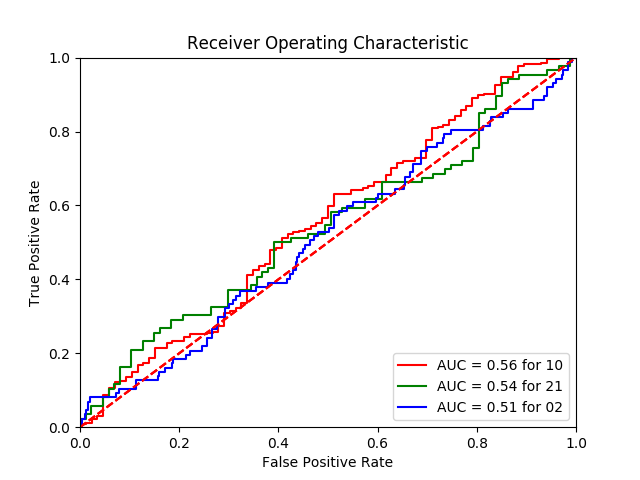 Receiver Operating Characteristic
1.0
0.8
0.6
0.4
0.2
0.0
True Positive Rate
AUC = 0.56 for 10
AUC = 0.54 for 21
AUC = 0.51 for 02
0.0 0.2 0.4 0.6 0.8 1.0
False Positive Rate